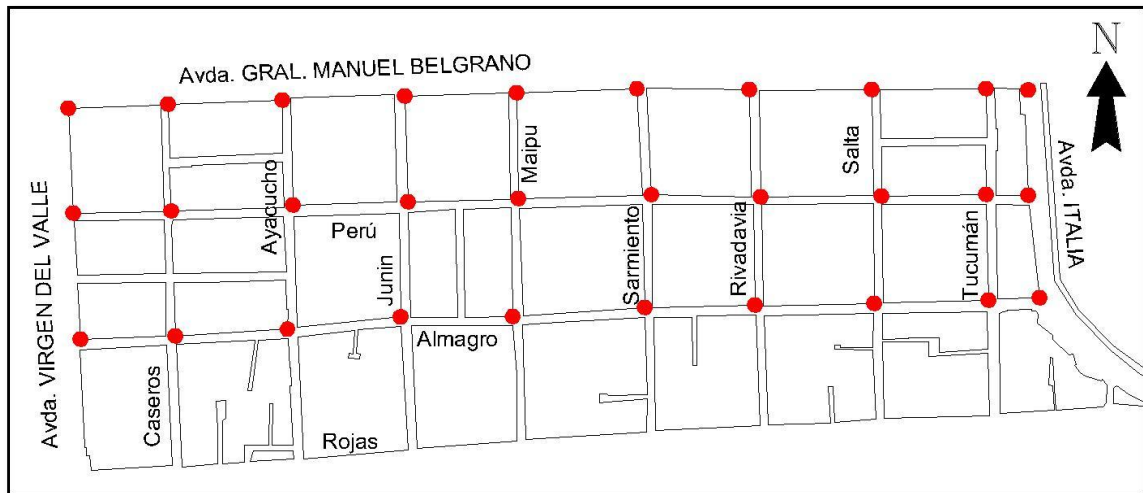 Avda. GRAL. MANUEL BELGRANO
N
Avda. VIRGEN DEL VALLE
Caseros
Ayacucho
Perú
Junin
Almagro
Rojas
Maipu
Sarmiento
Rivadavia
Salta
Tucumán
Avda. ITALIA